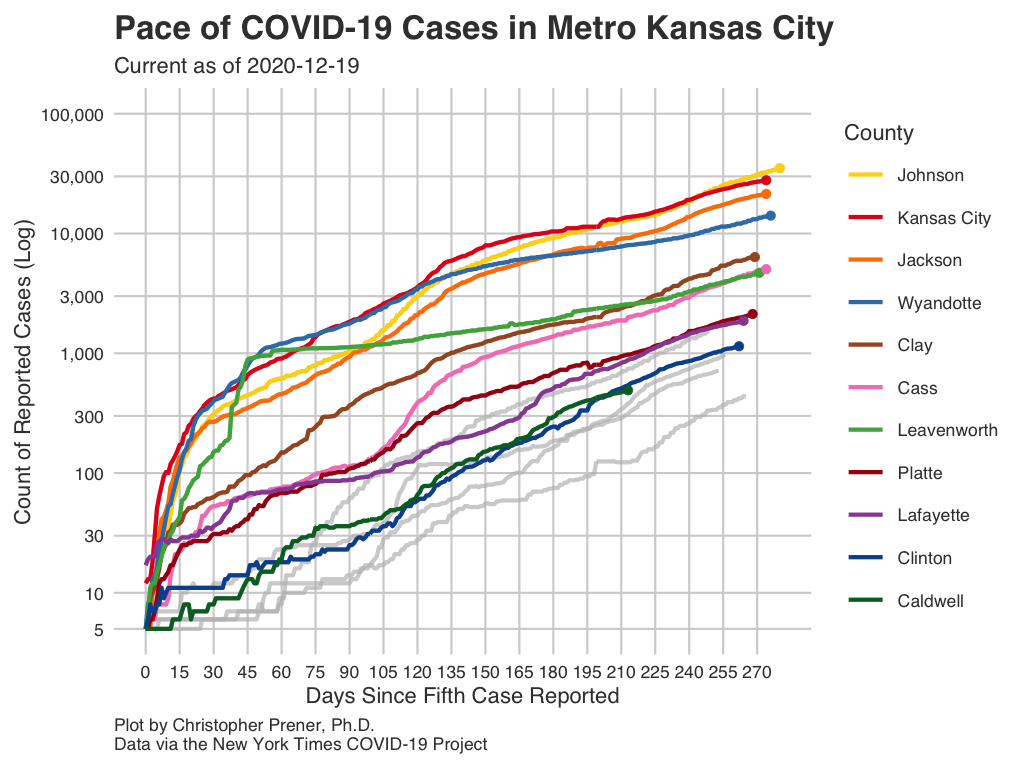 Pace of COVID-19 Cases in Metro Kansas City
Current as of 2020-12-19
Count of Reported Cases (Log)
100,000
30,000
10,000
3,000
1,000
300
100
30
10
5
0 15 30 45 60 75 90 105 120 135 150 165 180 195 210 225 240 255 270
Days Since Fifth Case Reported
County
Johnson
Kansas City
Jackson
Wyandotte
Clay
Cass
Leavenworth
Platte
Lafayette
Clinton
Caldwell
Plot by Christopher Prener, Ph.D.
Data via the New York Times COVID-19 Project